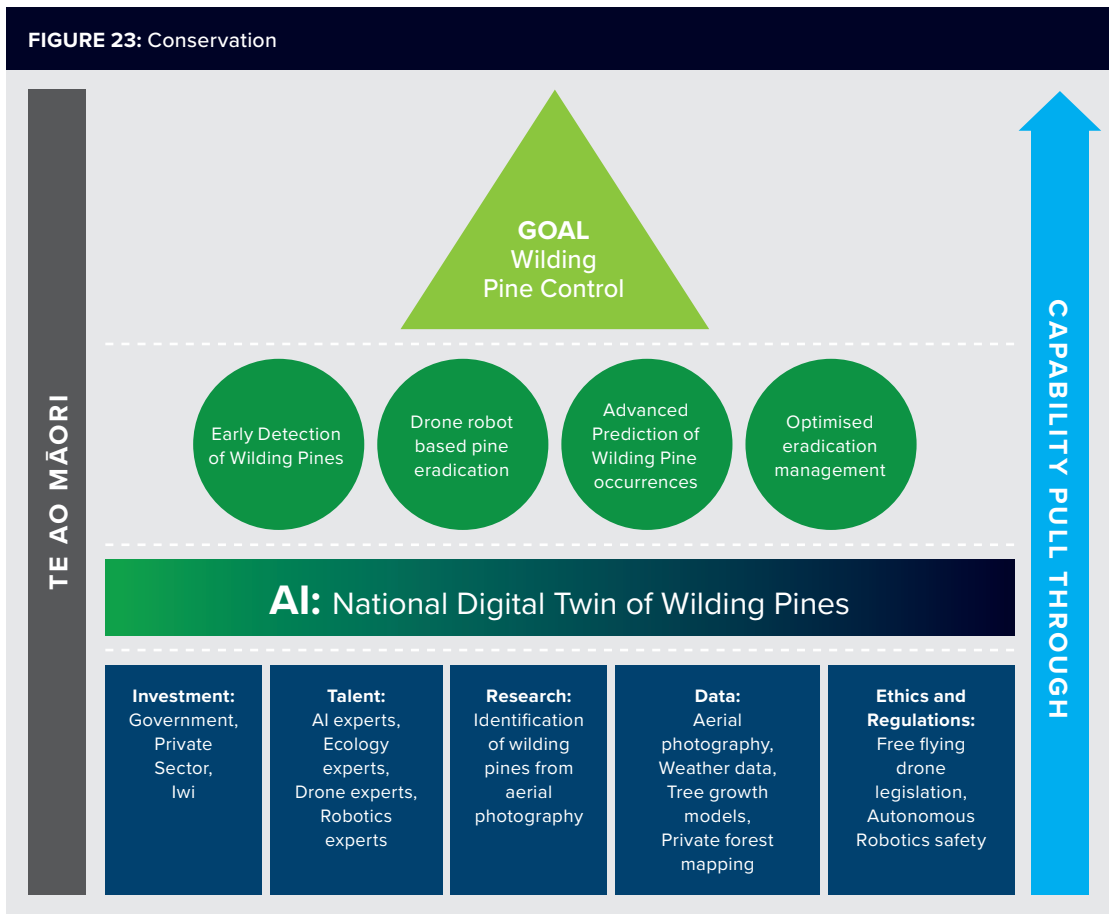 FIGURE 23: Conservation
TE AO MĀORI
GOAL
Wilding
Pine Control
Early Detection
of Wilding Pines
Drone robot
based pine
eradication
Advanced
Prediction of
Wilding Pine
occurrences
Optimised
eradication
management
AI: National Digital Twin of Wilding Pines
Investment:
Government,
Private
Sector,
Iwi
Talent:
AI experts,
Ecology
experts,
Drone experts,
Robotics
experts
Research:
Identification
of wilding
pines from
aerial
photography
Data:
Aerial
photography,
Weather data,
Tree growth
models,
Private forest
mapping
Ethics and
Regulations:
Free flying
drone
legislation,
Autonomous
Robotics safety
CAPABILITY PULL THROUGH